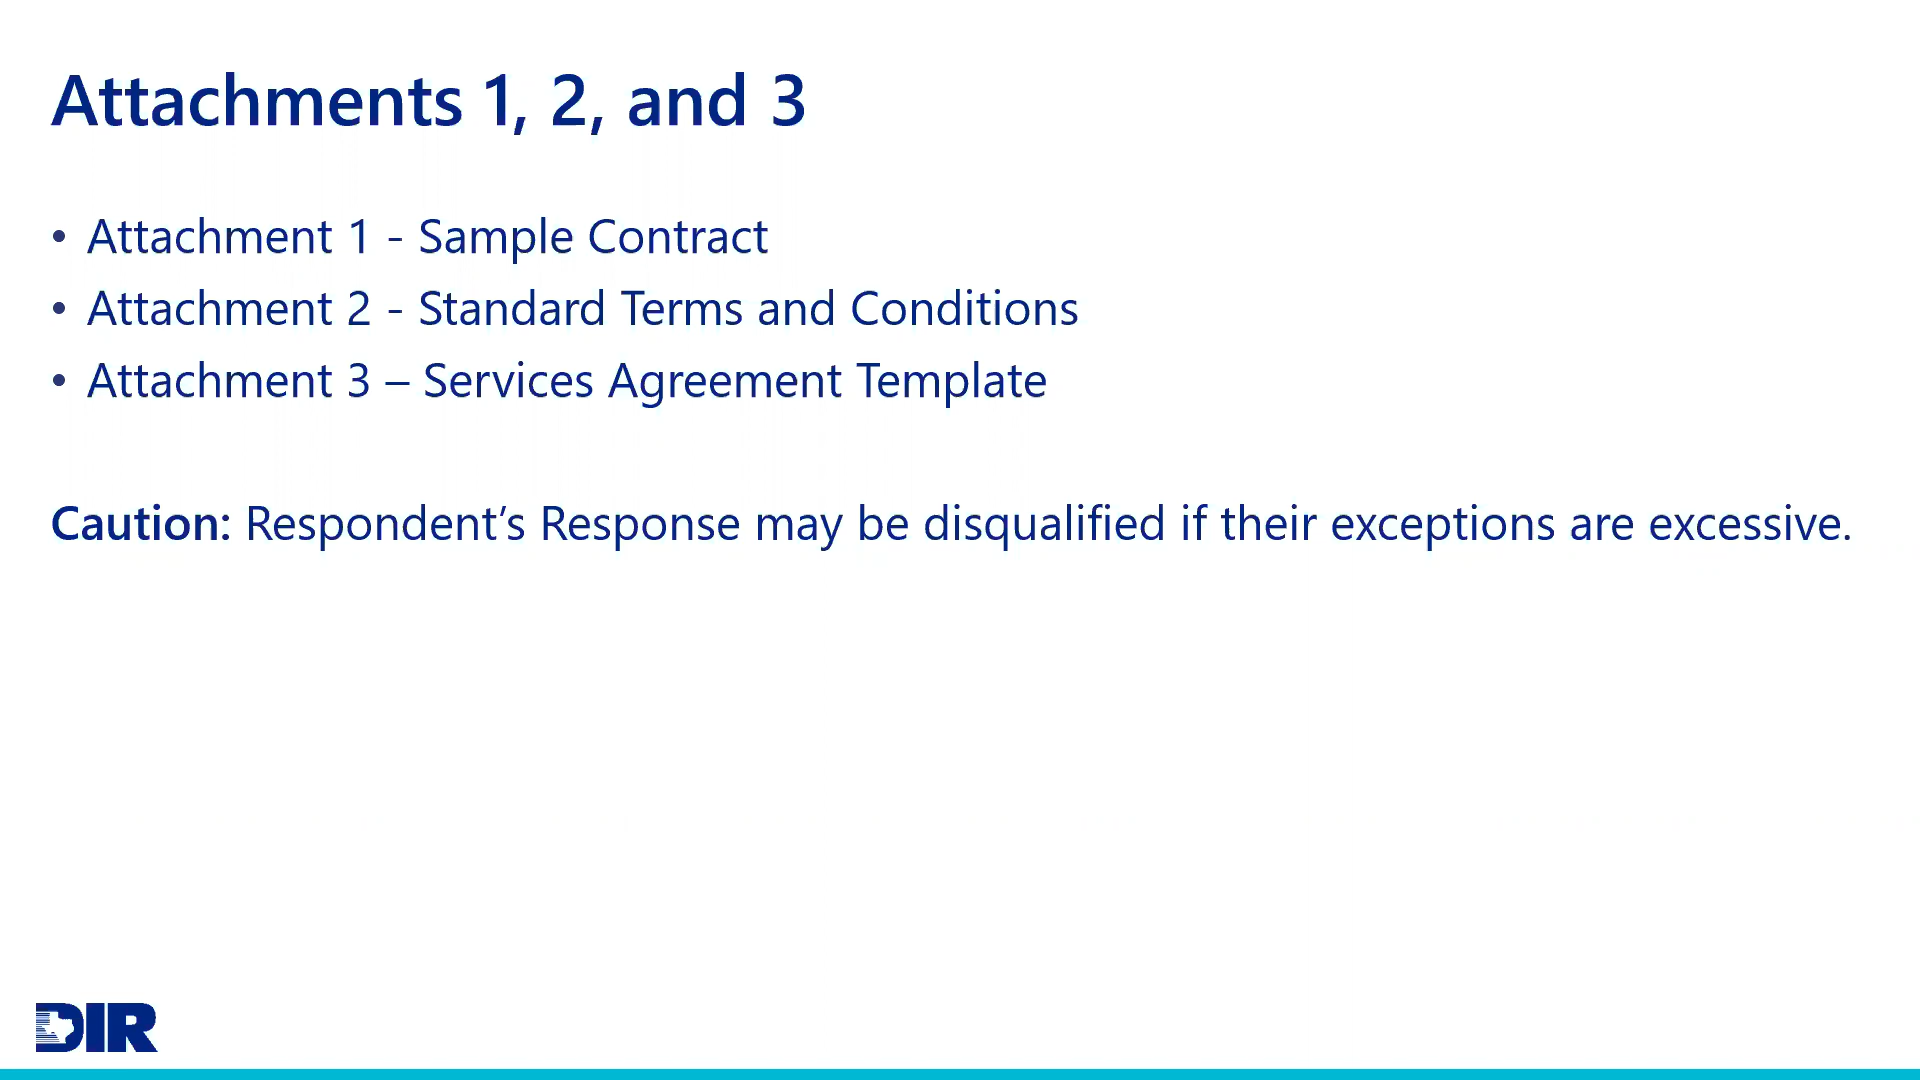 Attachments 1, 2, and 3
• Attachment 1 - Sample Contract
• Attachment 2 - Standard Terms and Conditions
• Attachment 3 – Services Agreement Template
Caution: Respondent’s Response may be disqualified if their exceptions are excessive.
DIR